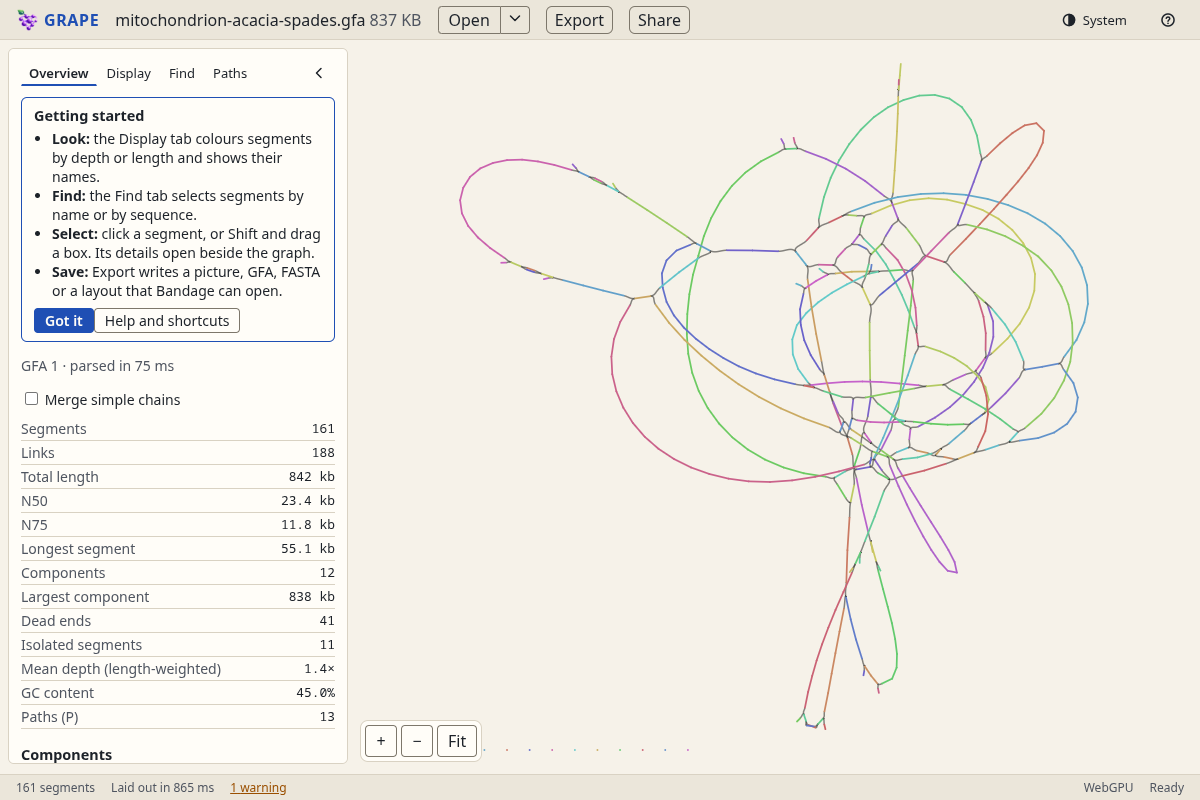 GRAPE mitochondrion-acacia-spades.gfa 837 KB Open Export Share System
Overview Display Find Paths
Getting started
• Look: the Display tab colours segments
by depth or length and shows their
names.
• Find: the Find tab selects segments by
name or by sequence.
• Select: click a segment, or Shift and drag
a box. Its details open beside the graph.
• Save: Export writes a picture, GFA, FASTA
or a layout that Bandage can open.
Got it Help and shortcuts
GFA 1 · parsed in 75 ms
Merge simple chains
Segments 161
Links 188
Total length 842 kb
N50 23.4 kb
N75 11.8 kb
Longest segment 55.1 kb
Components 12
Largest component 838 kb
Dead ends 41
Isolated segments 11
Mean depth (length-weighted) 1.4×
GC content 45.0%
Paths (P) 13
Components
+ − Fit
161 segments Laid out in 865 ms 1 warning WebGPU Ready